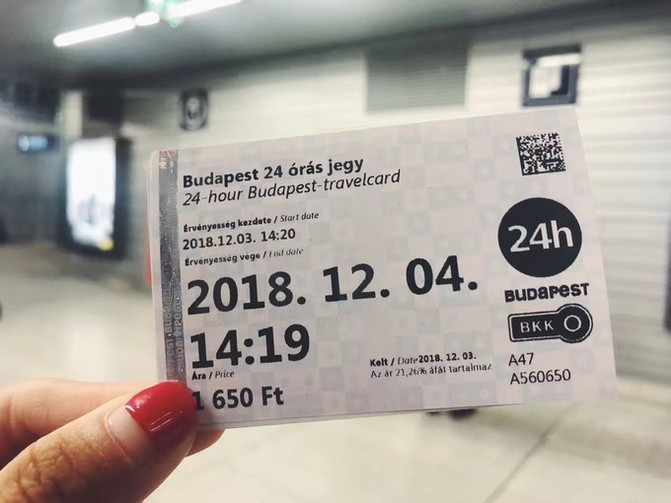 Budapest 24 órás jegy
24-hour Budapest-travelcard
Érvényesség kezdete / Start date
2018.12.03. 14:20
Érvényesség vége / End date
2018. 12. 04.
14:19
Ára / Price
1 650 Ft
Kelt / Date 2018. 12. 03.
Az ár 21,26% áfát tartalmaz
24h
BUDAPEST
BKK
A47
A560650